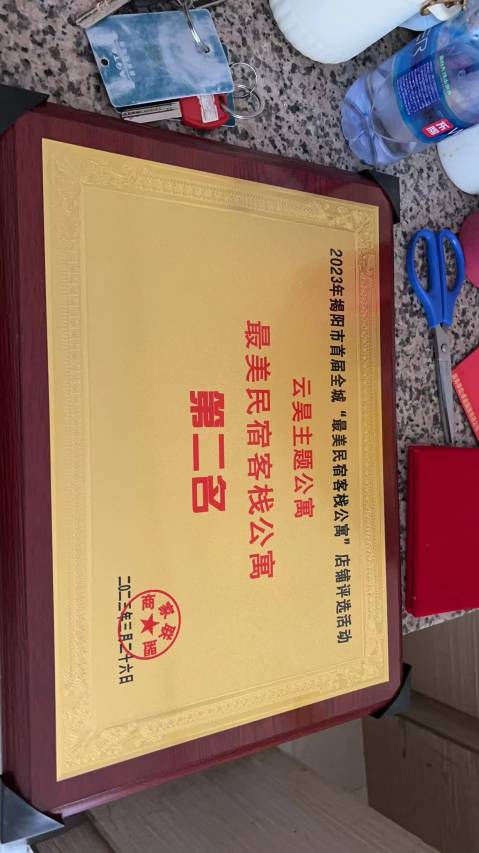 2023年揭阳市首届全城“最美民宿客栈公寓”店铺评选活动
云昊主题公寓
最美民宿客栈公寓
第二名
二〇二三年三月二十六日